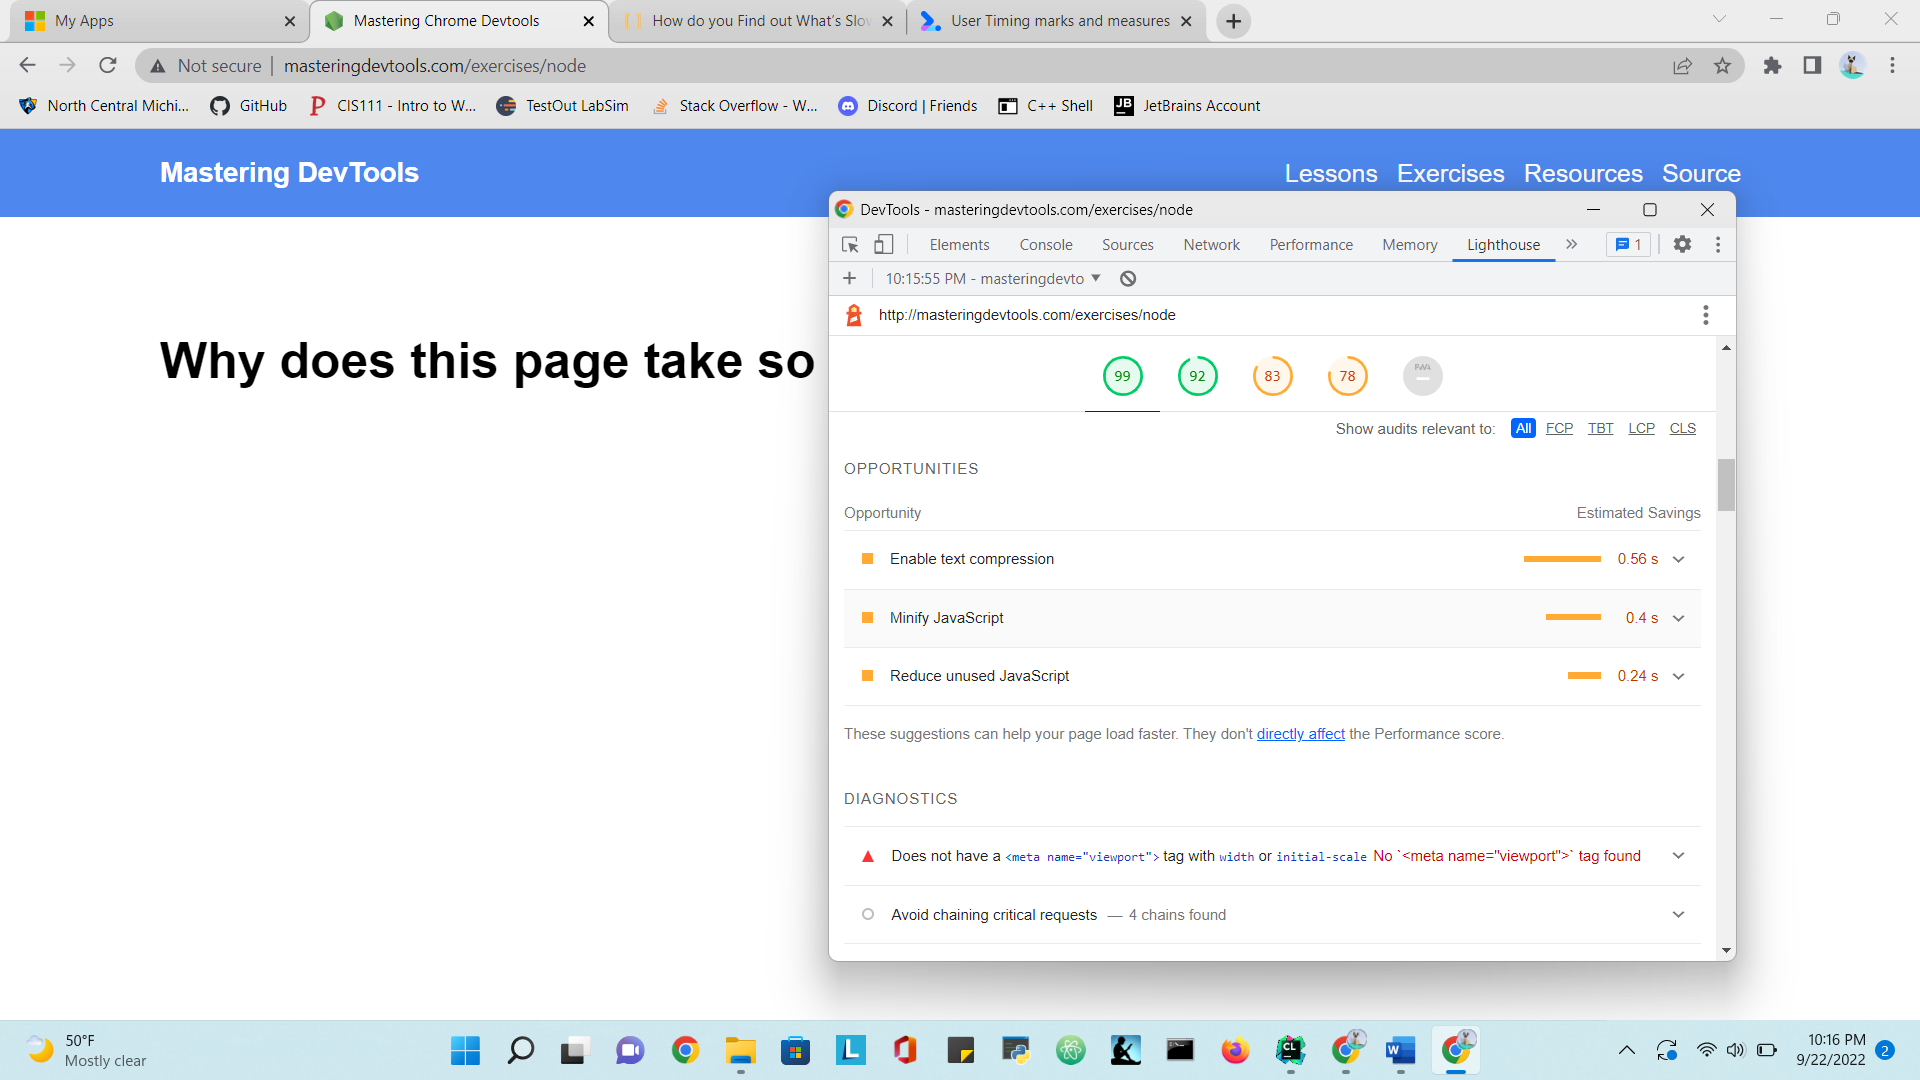 My Apps
Mastering Chrome Devtools
How do you Find out What's Slo
User Timing marks and measures
Not secure | masteringdevtools.com/exercises/node
North Central Michi...
GitHub
CIS111 - Intro to W...
TestOut LabSim
Stack Overflow - W...
Discord | Friends
C++ Shell
JetBrains Account
Mastering DevTools
Lessons Exercises Resources Source
Why does this page take so
DevTools - masteringdevtools.com/exercises/node
Elements Console Sources Network Performance Memory Lighthouse 1
10:15:55 PM - masteringdevto
http://masteringdevtools.com/exercises/node
99 92 83 78 PWA
Show audits relevant to: All FCP TBT LCP CLS
OPPORTUNITIES
Opportunity Estimated Savings
Enable text compression 0.56 s
Minify JavaScript 0.4 s
Reduce unused JavaScript 0.24 s
These suggestions can help your page load faster. They don't directly affect the Performance score.
DIAGNOSTICS
Does not have a <meta name="viewport"> tag with width or initial-scale No `<meta name="viewport">` tag found
Avoid chaining critical requests — 4 chains found
50°F
Mostly clear
10:16 PM
9/22/2022
2